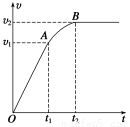 v
v₂ B
v₁ A
O t₁ t₂ t